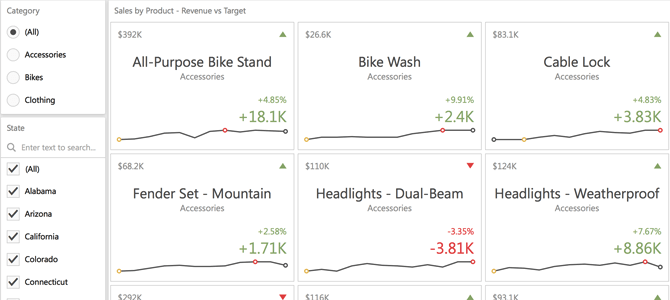 Category
(All)
Accessories
Bikes
Clothing
State
Enter text to search...
(All)
Alabama
Arizona
California
Colorado
Connecticut
Sales by Product - Revenue vs Target
$392K
All-Purpose Bike Stand
Accessories
+4.85%
+18.1K
$26.6K
Bike Wash
Accessories
+9.91%
+2.4K
$83.1K
Cable Lock
Accessories
+4.83%
+3.83K
$68.2K
Fender Set - Mountain
Accessories
+2.58%
+1.71K
$110K
Headlights - Dual-Beam
Accessories
-3.35%
-3.81K
$124K
Headlights - Weatherproof
Accessories
+7.67%
+8.86K
$292K
$116K
$93.1K